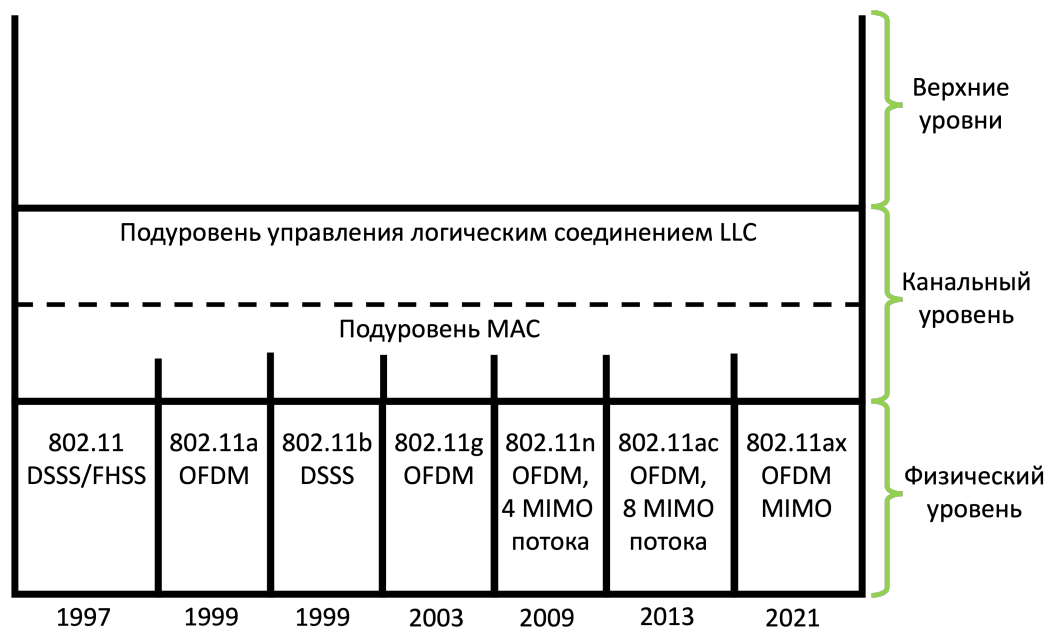 Верхние
уровни
Подуровень управления логическим соединением LLC
Канальный
уровень
Подуровень MAC
802.11
DSSS/FHSS
802.11a
OFDM
802.11b
DSSS
802.11g
OFDM
802.11n
OFDM,
4 MIMO
потока
802.11ac
OFDM,
8 MIMO
потока
802.11ax
OFDM
MIMO
Физический
уровень
1997
1999
1999
2003
2009
2013
2021